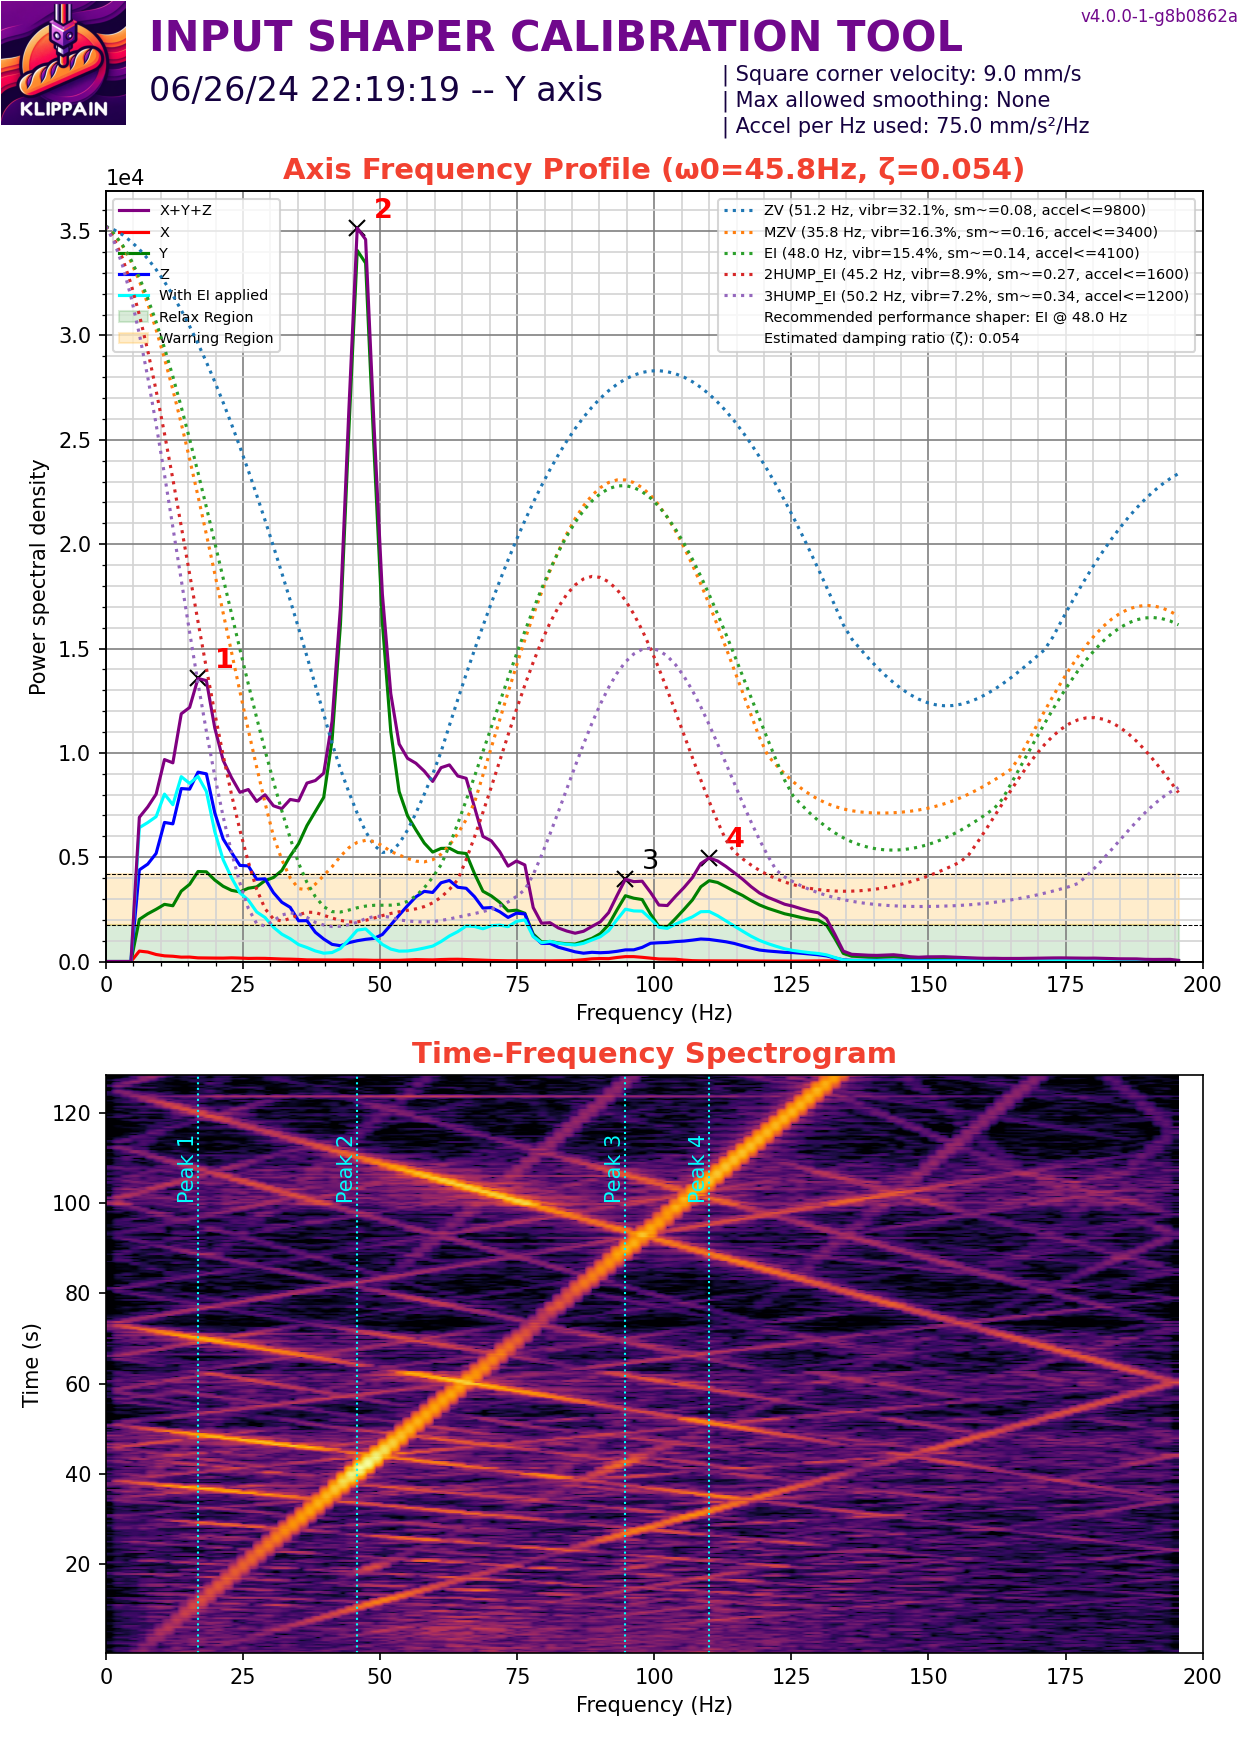 v4.0.0-1-g8b0862a
INPUT SHAPER CALIBRATION TOOL
06/26/24 22:19:19 -- Y axis
| Square corner velocity: 9.0 mm/s
| Max allowed smoothing: None
| Accel per Hz used: 75.0 mm/s²/Hz
KLIPPAIN
Axis Frequency Profile (ω0=45.8Hz, ζ=0.054)
1e4
X+Y+Z
X
Y
Z
With EI applied
Relax Region
Warning Region
ZV (51.2 Hz, vibr=32.1%, sm~=0.08, accel<=9800)
MZV (35.8 Hz, vibr=16.3%, sm~=0.16, accel<=3400)
EI (48.0 Hz, vibr=15.4%, sm~=0.14, accel<=4100)
2HUMP_EI (45.2 Hz, vibr=8.9%, sm~=0.27, accel<=1600)
3HUMP_EI (50.2 Hz, vibr=7.2%, sm~=0.34, accel<=1200)
Recommended performance shaper: EI @ 48.0 Hz
Estimated damping ratio (ζ): 0.054
2
1
4
3
Power spectral density
3.5
3.0
2.5
2.0
1.5
1.0
0.5
0.0
0 25 50 75 100 125 150 175 200
Frequency (Hz)
Time-Frequency Spectrogram
Time (s)
120
100
80
60
40
20
Peak 1
Peak 2
Peak 3
Peak 4
0 25 50 75 100 125 150 175 200
Frequency (Hz)